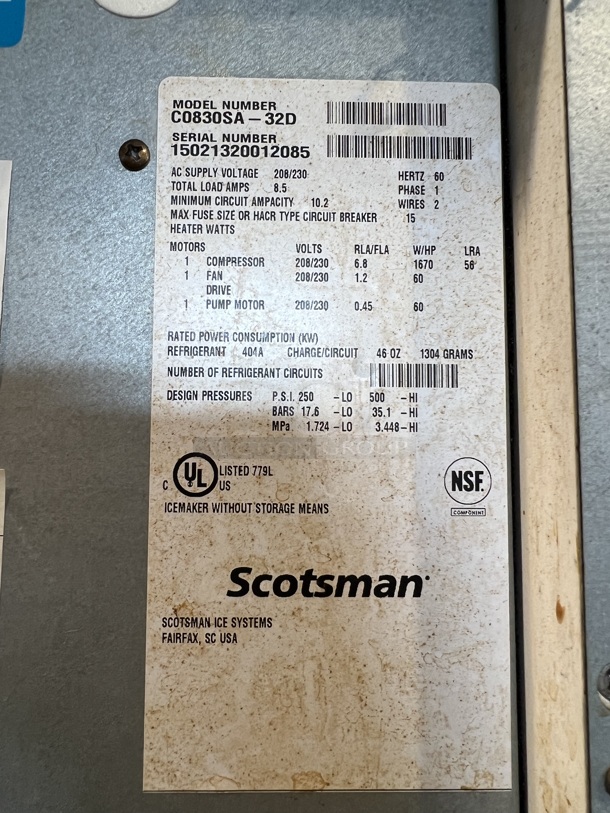 MODEL NUMBER
C0830SA-32D
SERIAL NUMBER
15021320012085
AC SUPPLY VOLTAGE 208/230 HERTZ 60
TOTAL LOAD AMPS 8.5 PHASE 1
MINIMUM CIRCUIT AMPACITY 10.2 WIRES 2
MAX FUSE SIZE OR HACR TYPE CIRCUIT BREAKER 15
HEATER WATTS
MOTORS VOLTS RLA/FLA W/HP LRA
1 COMPRESSOR 208/230 6.8 1670 56
1 FAN 208/230 1.2 60
DRIVE
1 PUMP MOTOR 208/230 0.45 60
RATED POWER CONSUMPTION (KW)
REFRIGERANT 404A CHARGE/CIRCUIT 46 OZ 1304 GRAMS
NUMBER OF REFRIGERANT CIRCUITS
DESIGN PRESSURES P.S.I. 250 -LO 500 -HI
BARS 17.6 -LO 35.1 -HI
MPa 1.724 -LO 3.448-HI
C UL US LISTED 779L
NSF.
COMPONENT
ICEMAKER WITHOUT STORAGE MEANS
Scotsman
SCOTSMAN ICE SYSTEMS
FAIRFAX, SC USA